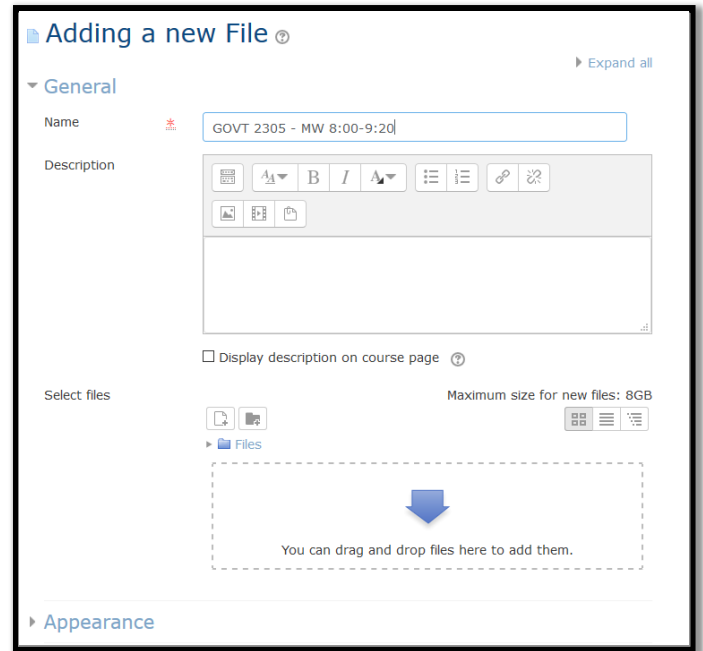 Adding a new File
Expand all
General
Name
GOVT 2305 - MW 8:00-9:20
Description
B I
Display description on course page
Select files
Maximum size for new files: 8GB
Files
You can drag and drop files here to add them.
Appearance